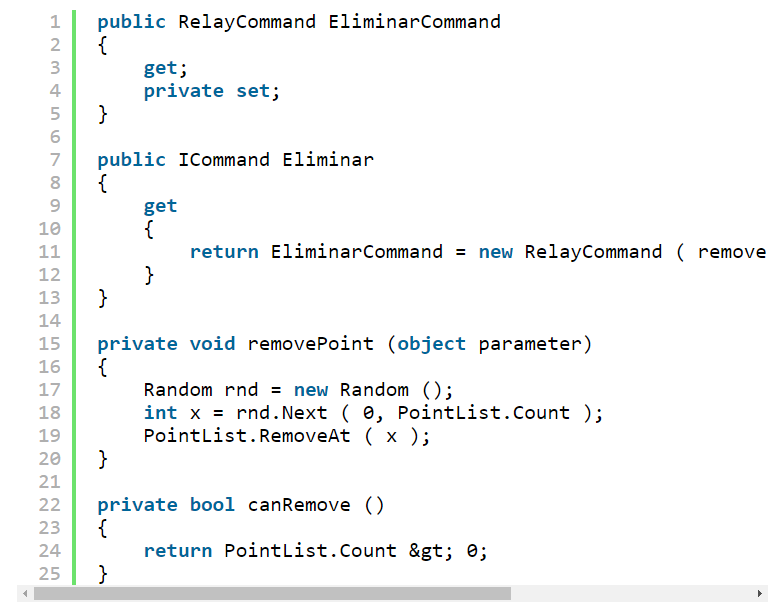 1 public RelayCommand EliminarCommand
2 {
3 get;
4 private set;
5 }
6
7 public ICommand Eliminar
8 {
9 get
10 {
11 return EliminarCommand = new RelayCommand ( remove
12 }
13 }
14
15 private void removePoint (object parameter)
16 {
17 Random rnd = new Random ();
18 int x = rnd.Next ( 0, PointList.Count );
19 PointList.RemoveAt ( x );
20 }
21
22 private bool canRemove ()
23 {
24 return PointList.Count &gt; 0;
25 }